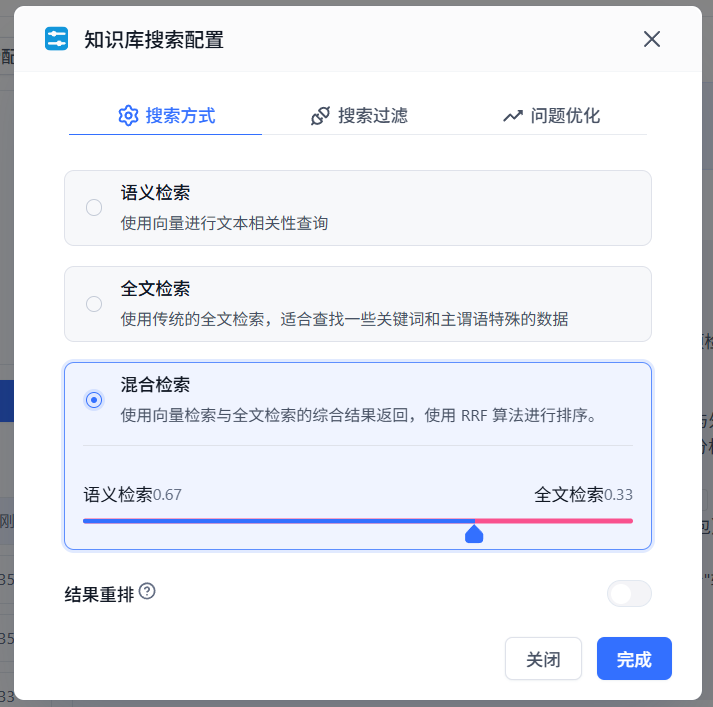 知识库搜索配置
搜索方式
搜索过滤
问题优化
语义检索
使用向量进行文本相关性查询
全文检索
使用传统的全文检索，适合查找一些关键词和主谓语特殊的数据
混合检索
使用向量检索与全文检索的综合结果返回，使用 RRF 算法进行排序。
语义检索0.67
全文检索0.33
结果重排
关闭
完成
配
刚
35
35
33